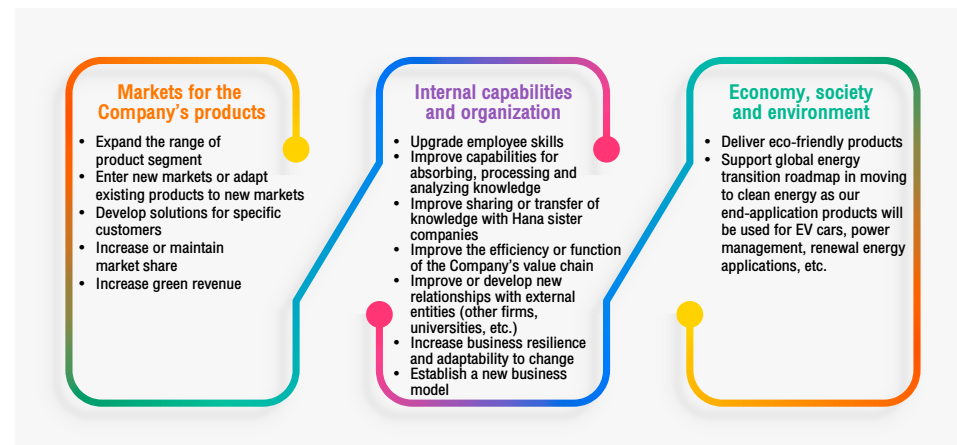 Markets for the
Company's products
• Expand the range of
product segment
• Enter new markets or adapt
existing products to new markets
• Develop solutions for specific
customers
• Increase or maintain
market share
• Increase green revenue
Internal capabilities
and organization
• Upgrade employee skills
• Improve capabilities for
absorbing, processing and
analyzing knowledge
• Improve sharing or transfer of
knowledge with Hana sister
companies
• Improve the efficiency or function
of the Company's value chain
• Improve or develop new
relationships with external
entities (other firms,
universities, etc.)
• Increase business resilience
and adaptability to change
• Establish a new business
model
Economy, society
and environment
• Deliver eco-friendly products
• Support global energy
transition roadmap in moving
to clean energy as our
end-application products will
be used for EV cars, power
management, renewal energy
applications, etc.